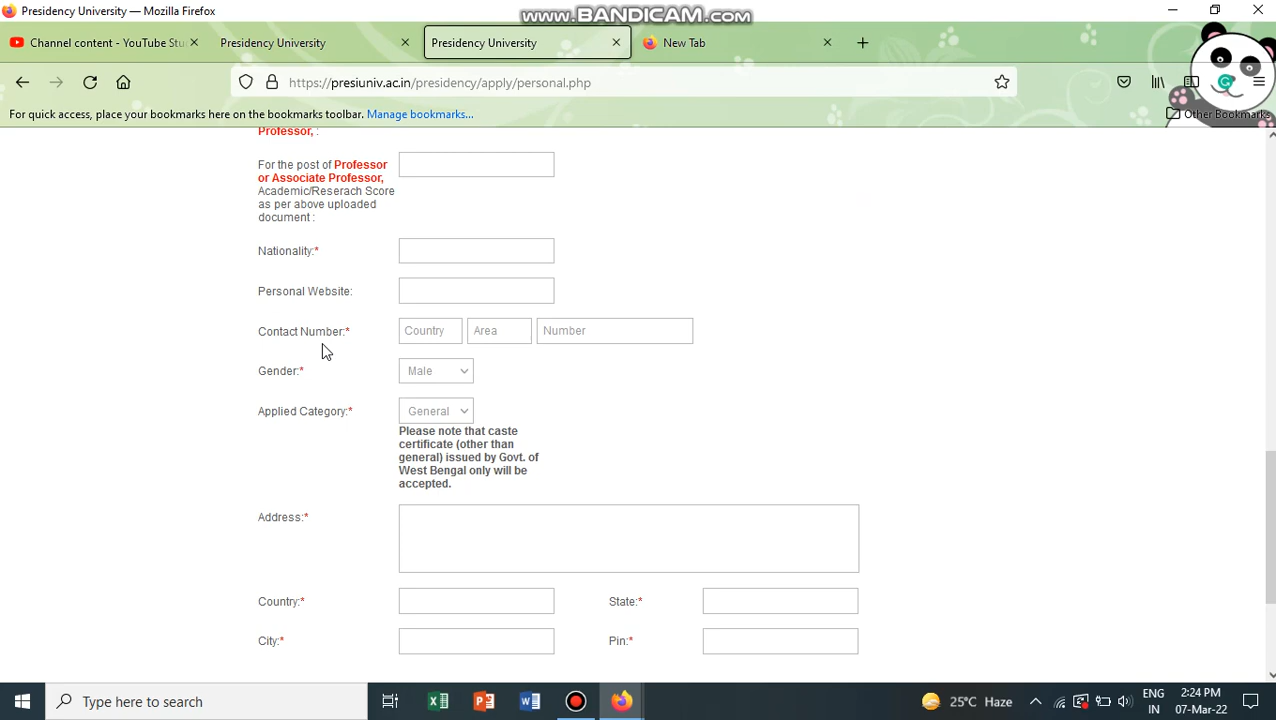 Presidency University — Mozilla Firefox
www.BANDICAM.com
Channel content - YouTube Stu
Presidency University
Presidency University
New Tab
https://presiuniv.ac.in/presidency/apply/personal.php
For quick access, place your bookmarks here on the bookmarks toolbar. Manage bookmarks...
Other Bookmarks
Professor, :
For the post of Professor
or Associate Professor,
Academic/Reserach Score
as per above uploaded
document :
Nationality:*
Personal Website:
Contact Number:* Country Area Number
Gender:* Male
Applied Category:* General
Please note that caste
certificate (other than
general) issued by Govt. of
West Bengal only will be
accepted.
Address:*
Country:* State:*
City:* Pin:*
Type here to search
25°C Haze
ENG
IN
2:24 PM
07-Mar-22